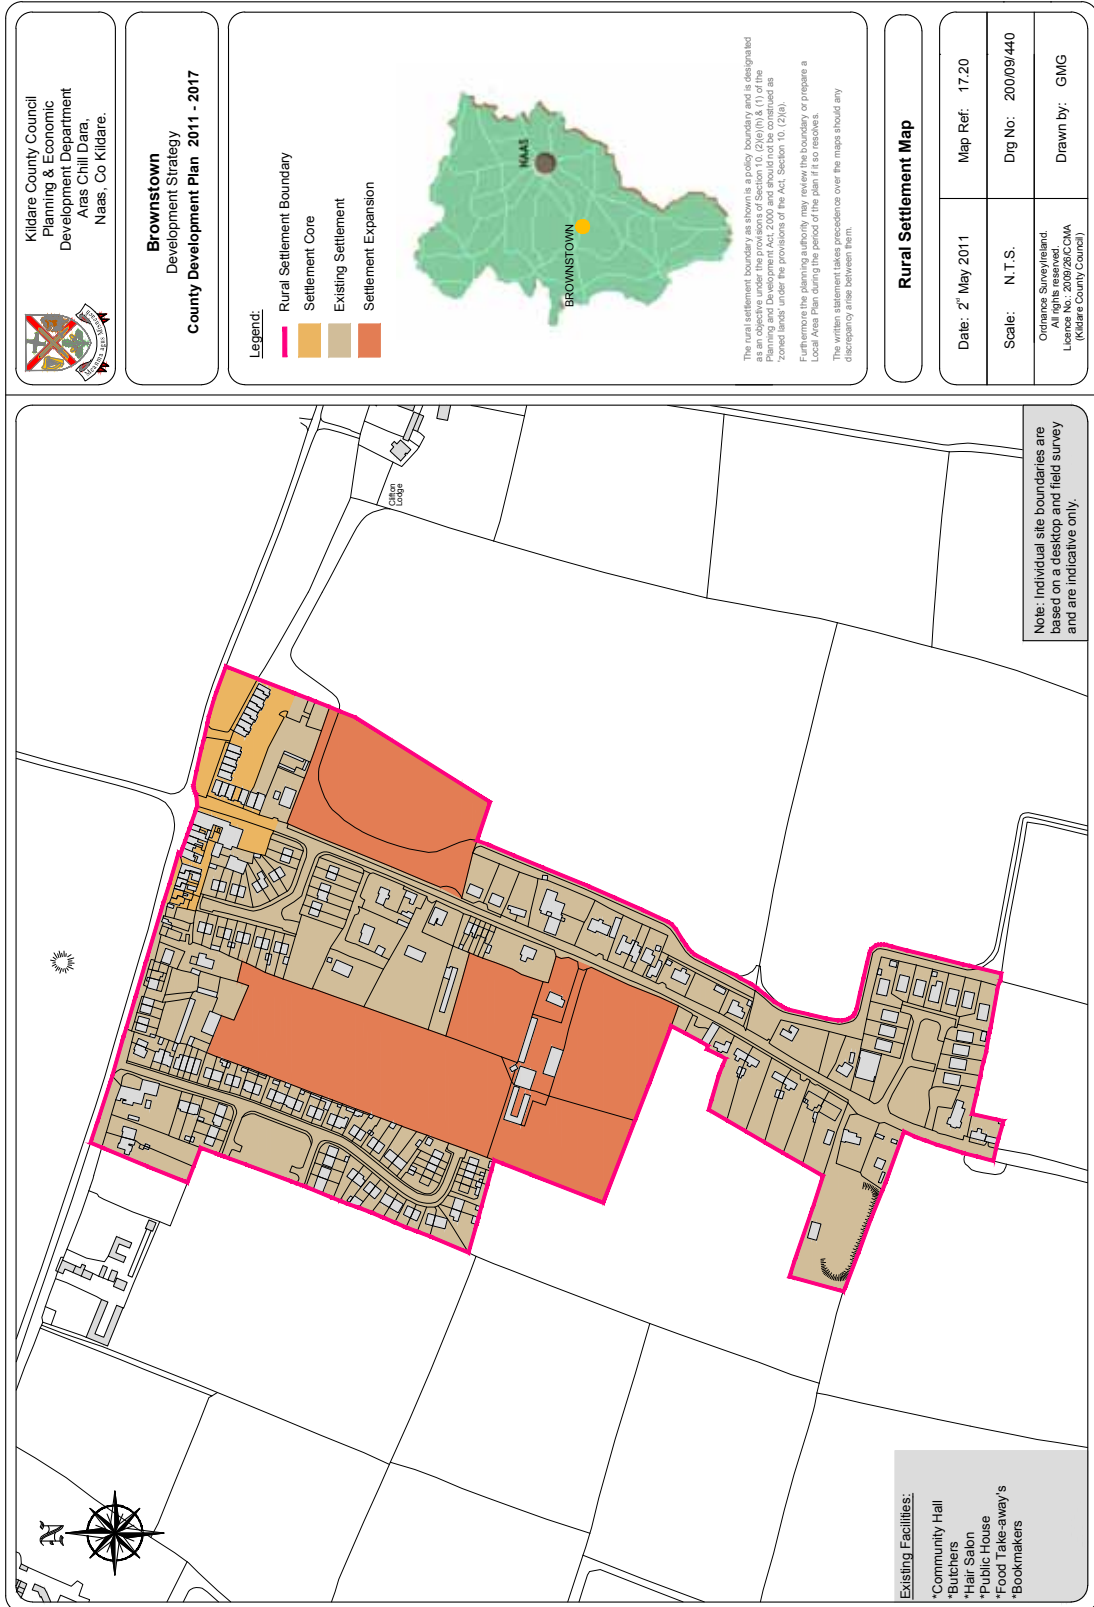 Kildare County Council
Planning & Economic
Development Department
Aras Chill Dara,
Naas, Co Kildare.
Brownstown
Development Strategy
County Development Plan 2011 - 2017
Legend:
Rural Settlement Boundary
Settlement Core
Existing Settlement
Settlement Expansion
NAAS
BROWNSTOWN
The rural settlement boundary as shown is a policy boundary and is designated
as an objective under the provisions of Section 10. (2)(e)(h) & (1) of the
Planning and Development Act, 2000 and should not be construed as
'zoned lands' under the provisions of the Act, Section 10. (2)(a).
Furthermore the planning authority may review the boundary or prepare a
Local Area Plan during the period of the plan if it so resolves.
The written statement takes precedence over the maps should any
discrepancy arise between them.
Rural Settlement Map
Date: 2nd May 2011
Map Ref: 17.20
Scale: N.T.S.
Drg No: 200/09/440
Ordnance Survey Ireland.
All rights reserved.
Licence No.: 2009/26/CCMA
(Kildare County Council)
Drawn by: GMG
Clifton
Lodge
Note: Individual site boundaries are
based on a desktop and field survey
and are indicative only.
N
Existing Facilities:
*Community Hall
*Butchers
*Hair Salon
*Public House
*Food Take-away's
*Bookmakers